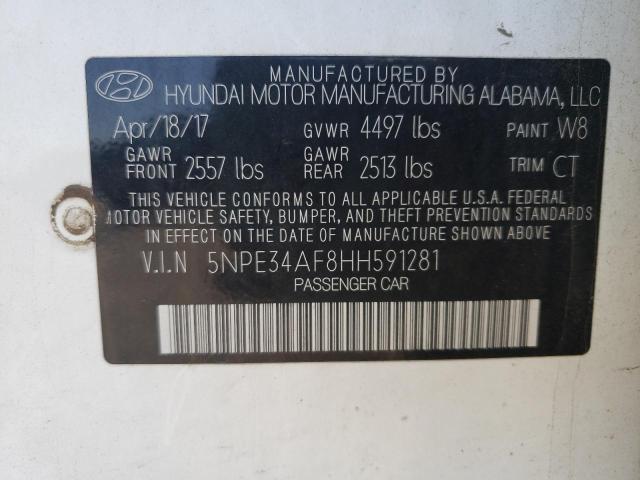 MANUFACTURED BY
HYUNDAI MOTOR MANUFACTURING ALABAMA, LLC
Apr/18/17 GVWR 4497 lbs PAINT W8
GAWR FRONT 2557 lbs GAWR REAR 2513 lbs TRIM CT
THIS VEHICLE CONFORMS TO ALL APPLICABLE U.S.A. FEDERAL
MOTOR VEHICLE SAFETY, BUMPER, AND THEFT PREVENTION STANDARDS
IN EFFECT ON THE DATE OF MANUFACTURE SHOWN ABOVE.
V.I.N 5NPE34AF8HH591281
PASSENGER CAR